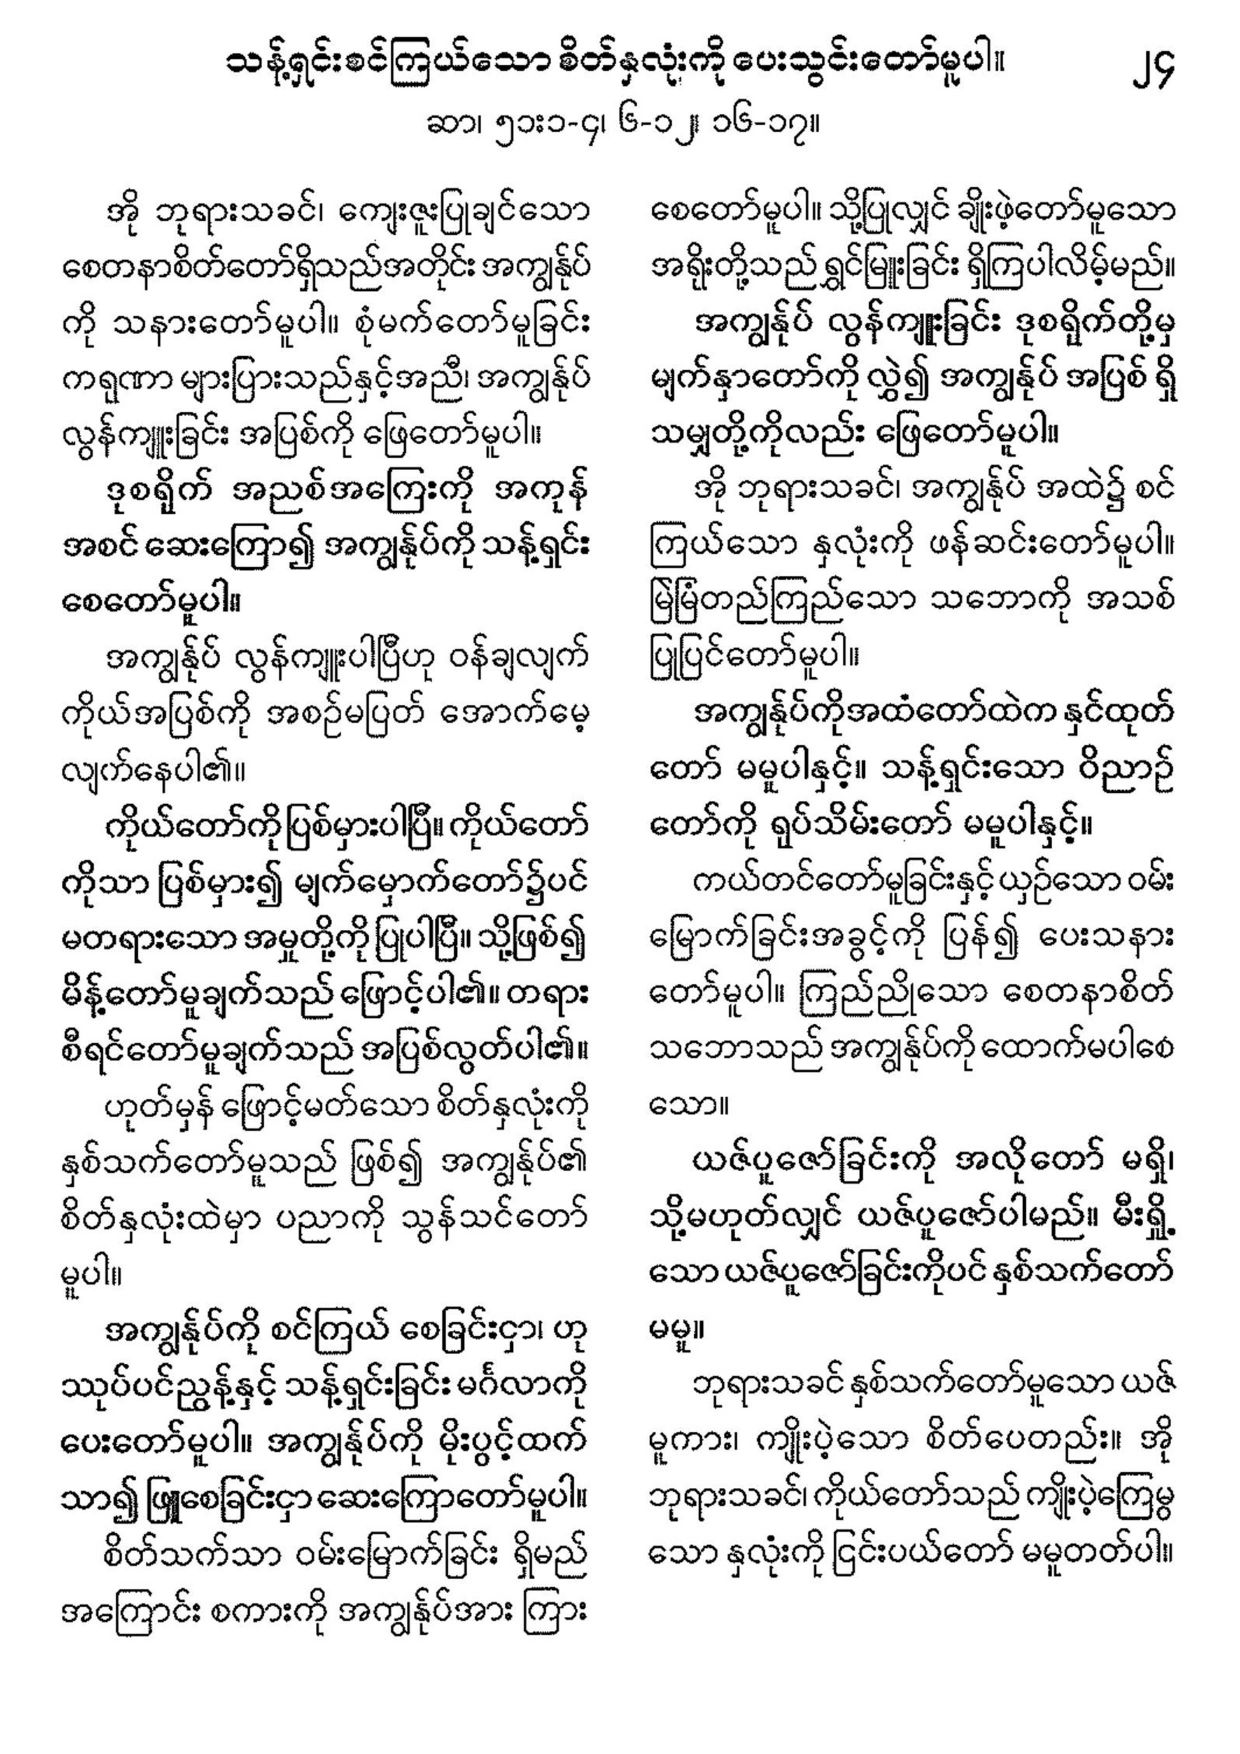 သန့်ရှင်းစင်ကြယ်သော စိတ်နှလုံးကို ပေးသွင်းတော်မူပါ။
၂၄
ဆာ၊ ၅၁း၁-၄၊ ၆-၁၂။ ၁၆-၁၇။
အို ဘုရားသခင်၊ ကျေးဇူးပြုချင်သော
စေတနာစိတ်တော်ရှိသည်အတိုင်း အကျွန်ုပ်
ကို သနားတော်မူပါ။ စုံမက်တော်မူခြင်း
ကရုဏာ များပြားသည်နှင့်အညီ၊ အကျွန်ုပ်
လွန်ကျူးခြင်း အပြစ်ကို ဖြေတော်မူပါ။
ဒုစရိုက် အညစ်အကြေးကို အကုန်
အစင် ဆေးကြော၍ အကျွန်ုပ်ကို သန့်ရှင်း
စေတော်မူပါ။
အကျွန်ုပ် လွန်ကျူးပါပြီဟု ဝန်ချလျက်
ကိုယ်အပြစ်ကို အစဉ်မပြတ် အောက်မေ့
လျက်နေပါ၏။
ကိုယ်တော်ကို ပြစ်မှားပါပြီ။ ကိုယ်တော်
ကိုသာ ပြစ်မှား၍ မျက်မှောက်တော်၌ပင်
မတရားသော အမှုတို့ကို ပြုပါပြီ။ သို့ဖြစ်၍
မိန့်တော်မူချက်သည် ဖြောင့်ပါ၏။ တရား
စီရင်တော်မူချက်သည် အပြစ်လွတ်ပါ၏။
ဟုတ်မှန် ဖြောင့်မတ်သော စိတ်နှလုံးကို
နှစ်သက်တော်မူသည် ဖြစ်၍ အကျွန်ုပ်၏
စိတ်နှလုံးထဲမှာ ပညာကို သွန်သင်တော်
မူပါ။
အကျွန်ုပ်ကို စင်ကြယ် စေခြင်းငှာ၊ ဟု
ဿုပ်ပင်ညွန့်နှင့် သန့်ရှင်းခြင်း မင်္ဂလာကို
ပေးတော်မူပါ။ အကျွန်ုပ်ကို မိုးပွင့်ထက်
သာ၍ ဖြူစေခြင်းငှာ ဆေးကြောတော်မူပါ။
စိတ်သက်သာ ဝမ်းမြောက်ခြင်း ရှိမည်
အကြောင်း စကားကို အကျွန်ုပ်အား ကြား
စေတော်မူပါ။ သို့ပြုလျှင် ချိုးဖဲ့တော်မူသော
အရိုးတို့သည် ရွှင်မြူးခြင်း ရှိကြပါလိမ့်မည်။
အကျွန်ုပ် လွန်ကျူးခြင်း ဒုစရိုက်တို့မှ
မျက်နှာတော်ကို လွှဲ၍ အကျွန်ုပ် အပြစ် ရှိ
သမျှတို့ကိုလည်း ဖြေတော်မူပါ။
အို ဘုရားသခင်၊ အကျွန်ုပ် အထဲ၌ စင်
ကြယ်သော နှလုံးကို ဖန်ဆင်းတော်မူပါ။
မြဲမြံတည်ကြည်သော သဘောကို အသစ်
ပြုပြင်တော်မူပါ။
အကျွန်ုပ်ကိုအထံတော်ထဲက နှင်ထုတ်
တော် မမူပါနှင့်။ သန့်ရှင်းသော ဝိညာဉ်
တော်ကို ရုပ်သိမ်းတော် မမူပါနှင့်။
ကယ်တင်တော်မူခြင်းနှင့် ယှဉ်သော ဝမ်း
မြောက်ခြင်းအခွင့်ကို ပြန်၍ ပေးသနား
တော်မူပါ။ ကြည်ညိုသော စေတနာစိတ်
သဘောသည် အကျွန်ုပ်ကို ထောက်မပါစေ
သော။
ယဇ်ပူဇော်ခြင်းကို အလိုတော် မရှိ၊
သို့မဟုတ်လျှင် ယဇ်ပူဇော်ပါမည်။ မီးရှို့
သော ယဇ်ပူဇော်ခြင်းကိုပင် နှစ်သက်တော်
မမူ။
ဘုရားသခင် နှစ်သက်တော်မူသော ယဇ်
မူကား၊ ကျိုးပဲ့သော စိတ်ပေတည်း။ အို
ဘုရားသခင်၊ ကိုယ်တော်သည် ကျိုးပဲ့ကြေမွ
သော နှလုံးကို ငြင်းပယ်တော် မမူတတ်ပါ။